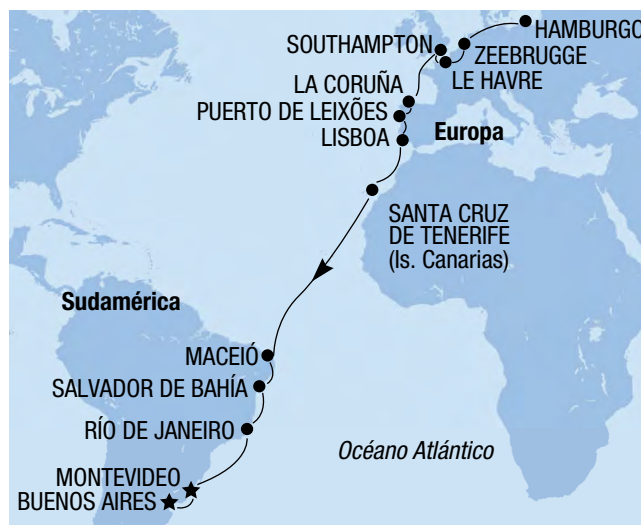 HAMBURGO
SOUTHAMPTON
ZEEBRUGGE
LE HAVRE
LA CORUÑA
PUERTO DE LEIXÕES
LISBOA
Europa
SANTA CRUZ
DE TENERIFE
(Is. Canarias)
Sudamérica
MACEIÓ
SALVADOR DE BAHÍA
RÍO DE JANEIRO
Océano Atlántico
MONTEVIDEO
BUENOS AIRES